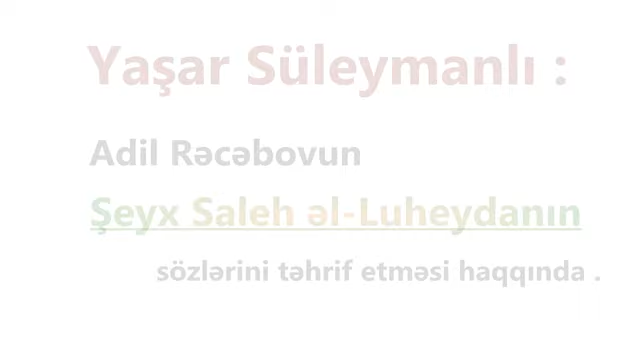 Yaşar Süleymanlı :
Adil Rəcəbovun
Şeyx Saleh əl-Luheydanın
sözlərini təhrif etməsi haqqında .